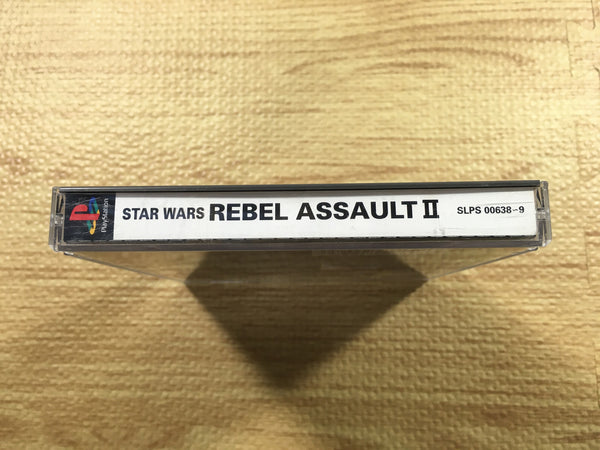 PlayStation
STAR WARS REBEL ASSAULT II
SLPS 00638~9